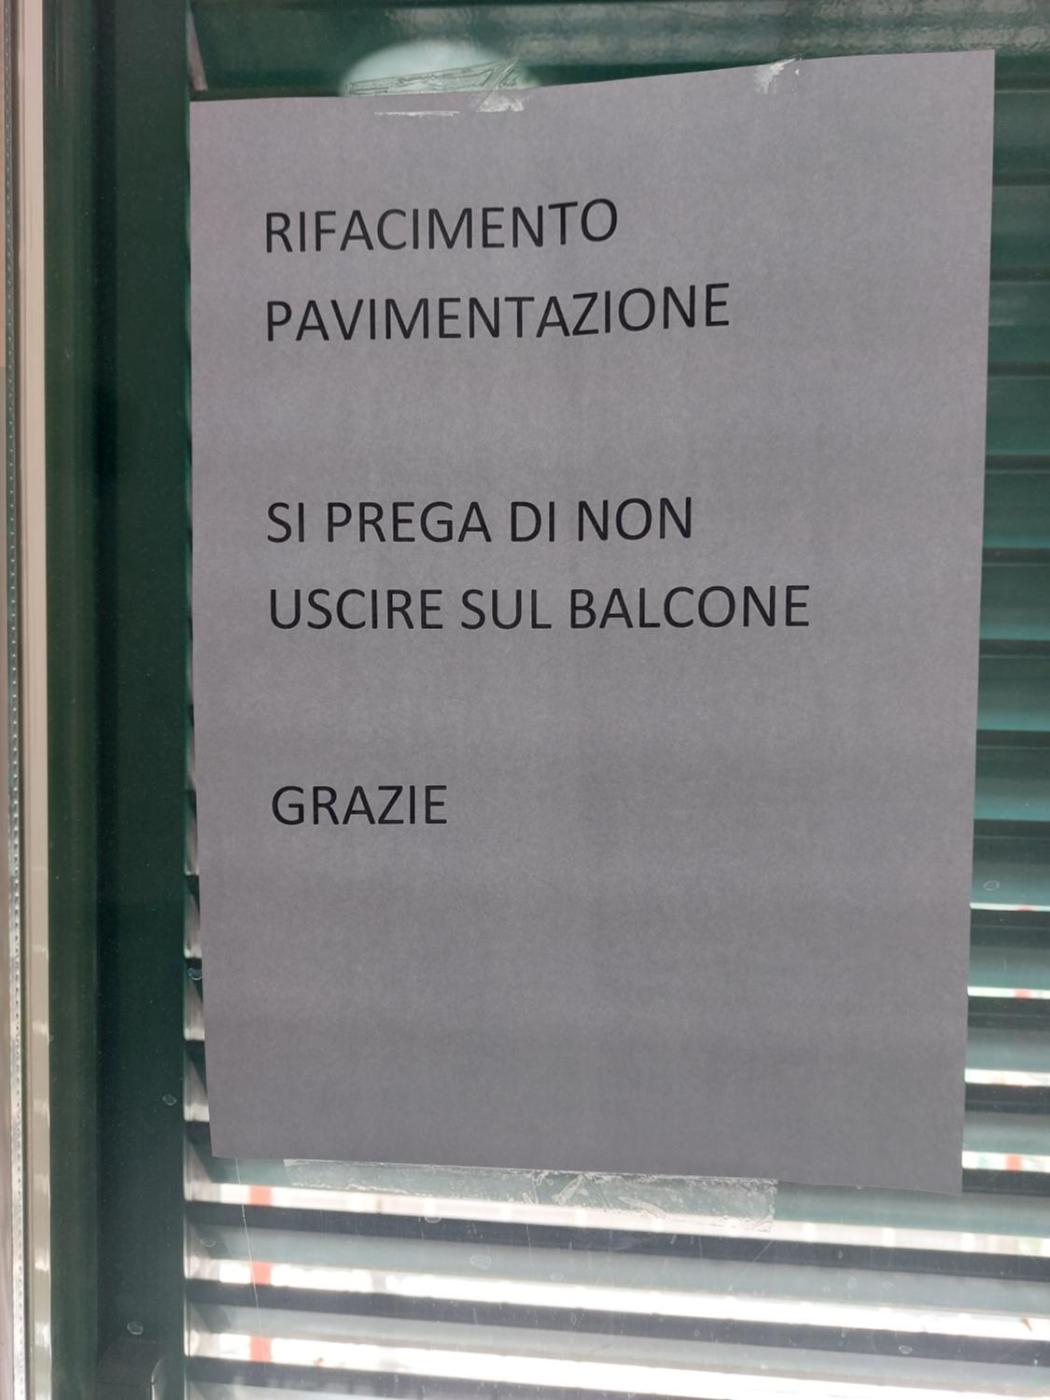 RIFACIMENTO
PAVIMENTAZIONE
SI PREGA DI NON
USCIRE SUL BALCONE
GRAZIE